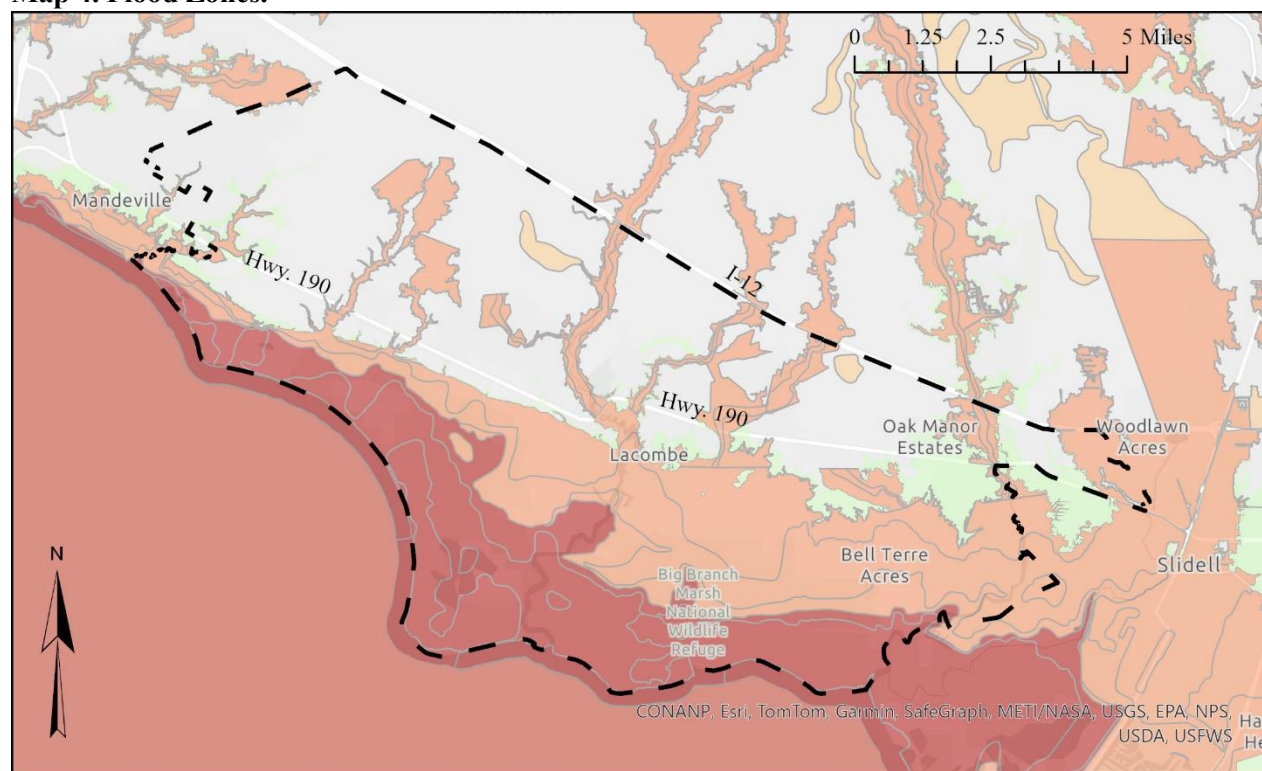 Map 4. Flood Zones.
0 1.25 2.5 5 Miles
Mandeville
Hwy. 190
I-12
Hwy. 190
Oak Manor
Estates
Woodlawn
Acres
Lacombe
Bell Terre
Acres
Slidell
Big Branch
Marsh
National
Wildlife
Refuge
N
CONANP, Esri, TomTom, Garmin, SafeGraph, METI/NASA, USGS, EPA, NPS,
USDA, USFWS
Ha
He